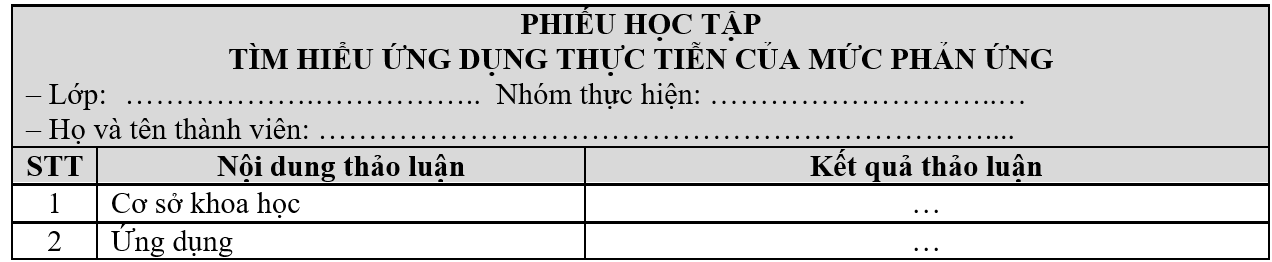 PHIẾU HỌC TẬP
TÌM HIỂU ỨNG DỤNG THỰC TIỄN CỦA MỨC PHẢN ỨNG
– Lớp: ……………….…………….. Nhóm thực hiện: ………………………..…
– Họ và tên thành viên: …………………………………………………………....
STT Nội dung thảo luận Kết quả thảo luận
1 Cơ sở khoa học …
2 Ứng dụng …